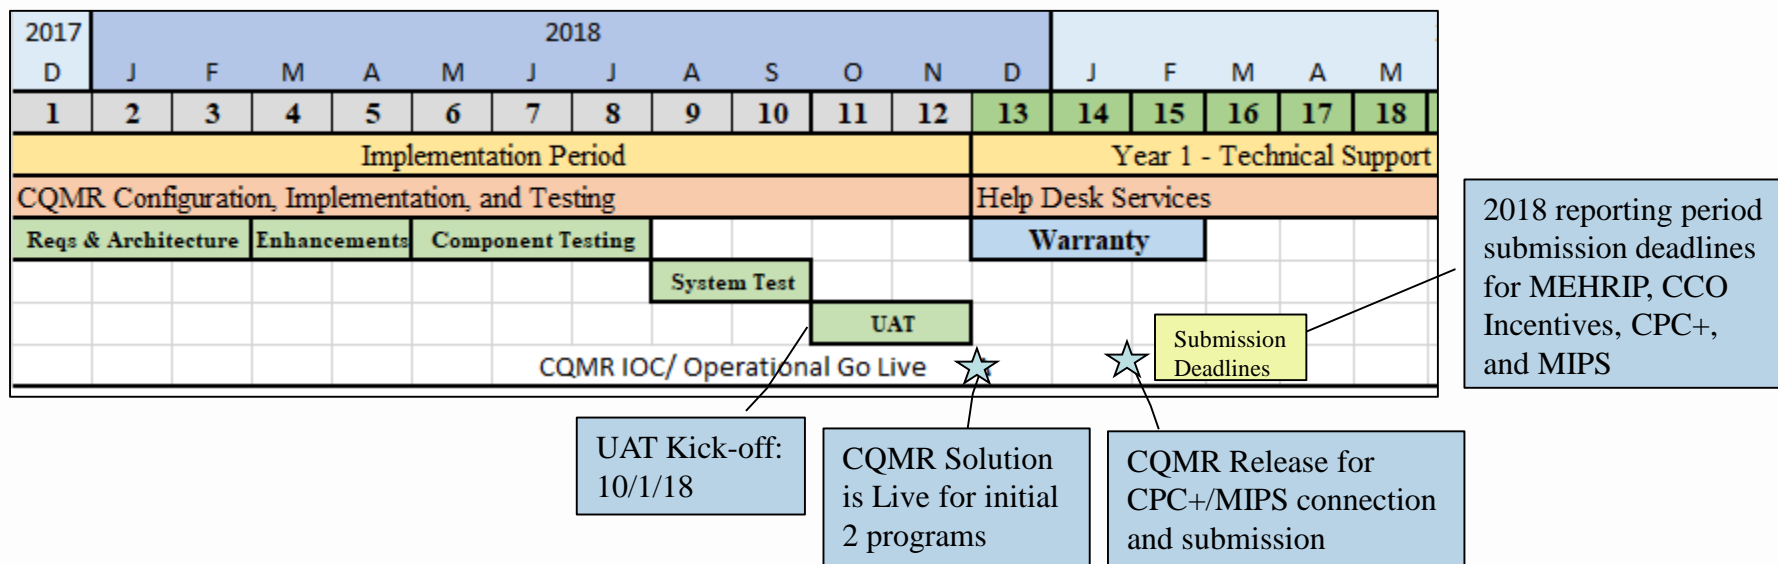 2017 2018
D J F M A M J J A S O N D J F M A M
1 2 3 4 5 6 7 8 9 10 11 12 13 14 15 16 17 18
Implementation Period Year 1 - Technical Support
CQMR Configuration, Implementation, and Testing Help Desk Services
Reqs & Architecture Enhancements Component Testing Warranty
System Test
UAT
Submission
Deadlines
CQMR IOC/ Operational Go Live
2018 reporting period
submission deadlines
for MEHRIP, CCO
Incentives, CPC+,
and MIPS
UAT Kick-off:
10/1/18
CQMR Solution
is Live for initial
2 programs
CQMR Release for
CPC+/MIPS connection
and submission